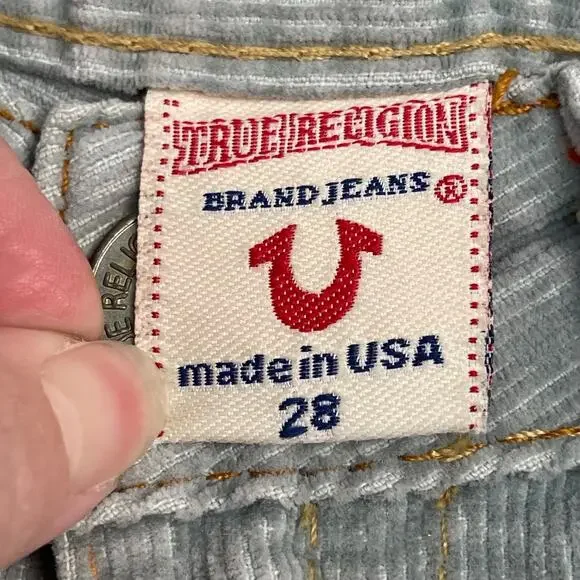 TRUE RELIGION
BRAND JEANS ®
made in USA
28